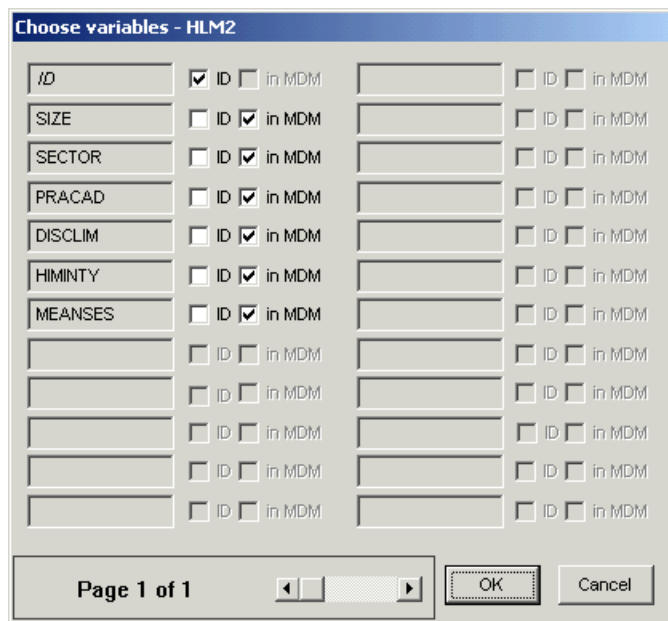 Choose variables - HLM2
ID ID in MDM ID in MDM
SIZE ID in MDM ID in MDM
SECTOR ID in MDM ID in MDM
PRACAD ID in MDM ID in MDM
DISCLIM ID in MDM ID in MDM
HIMINTY ID in MDM ID in MDM
MEANSES ID in MDM ID in MDM
ID in MDM ID in MDM
ID in MDM ID in MDM
ID in MDM ID in MDM
ID in MDM ID in MDM
ID in MDM ID in MDM
Page 1 of 1 OK Cancel